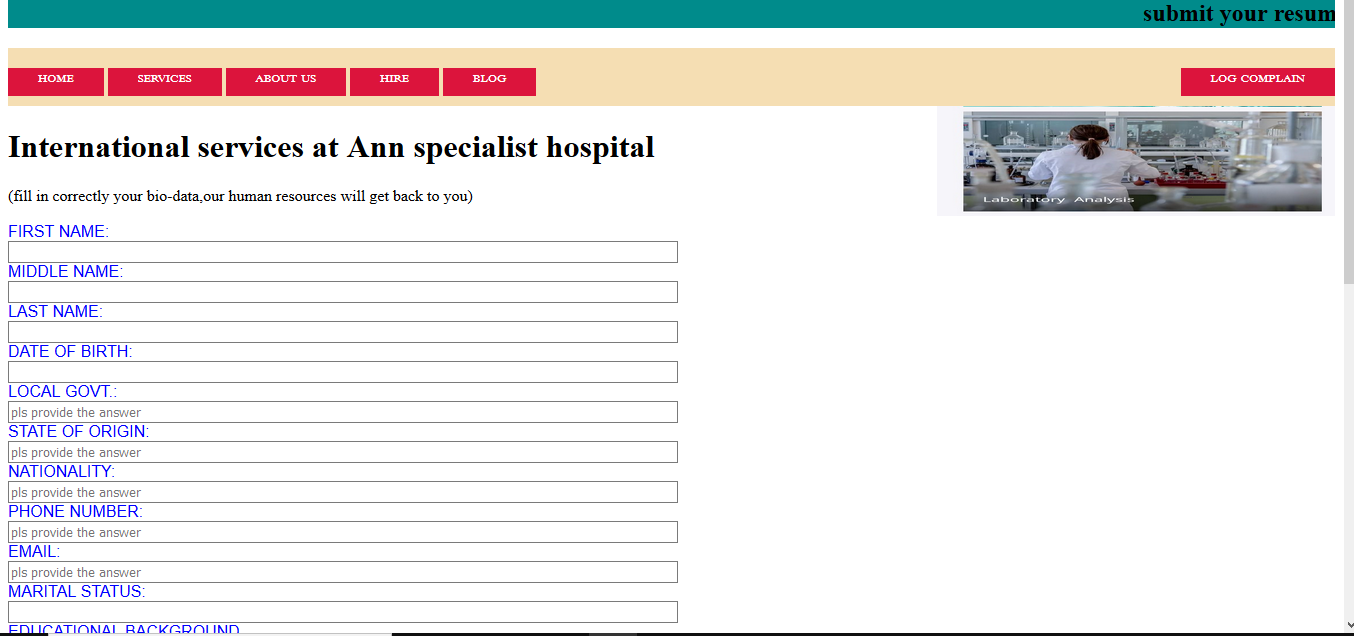 submit your resum
HOME SERVICES ABOUT US HIRE BLOG LOG COMPLAIN
International services at Ann specialist hospital
Laboratory Analysis
(fill in correctly your bio-data,our human resources will get back to you)
FIRST NAME:
MIDDLE NAME:
LAST NAME:
DATE OF BIRTH:
LOCAL GOVT.:
pls provide the answer
STATE OF ORIGIN:
pls provide the answer
NATIONALITY:
pls provide the answer
PHONE NUMBER:
pls provide the answer
EMAIL:
pls provide the answer
MARITAL STATUS:
EDUCATIONAL BACKGROUND